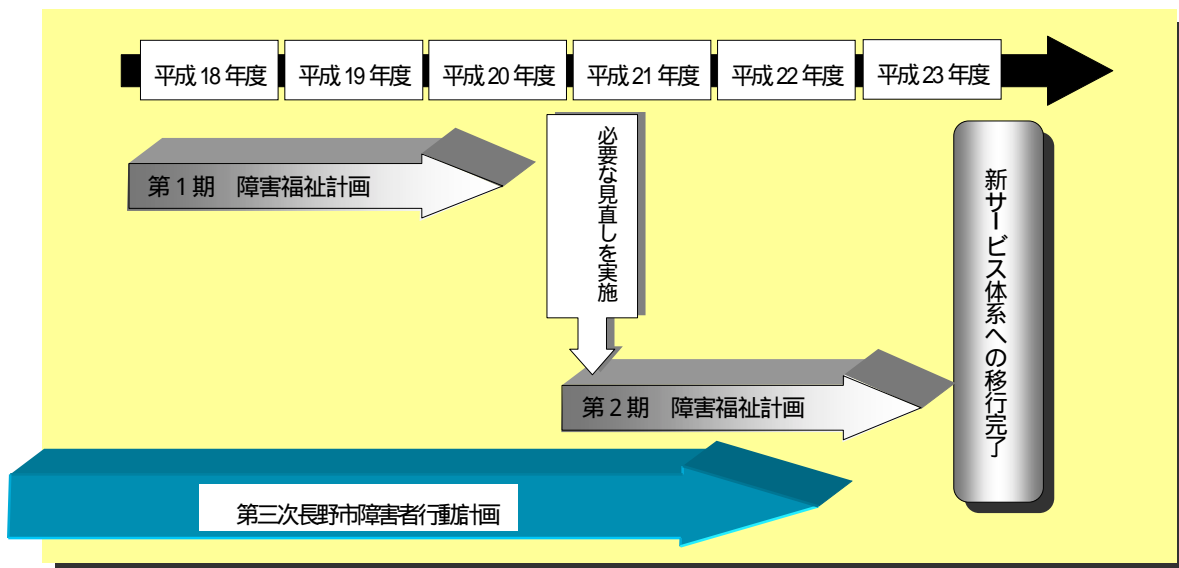 平成18年度
平成19年度
平成20年度
平成21年度
平成22年度
平成23年度
第1期　障害福祉計画
必要な見直しを実施
新サービス体系への移行完了
第2期　障害福祉計画
第三次長野市障害者行動計画